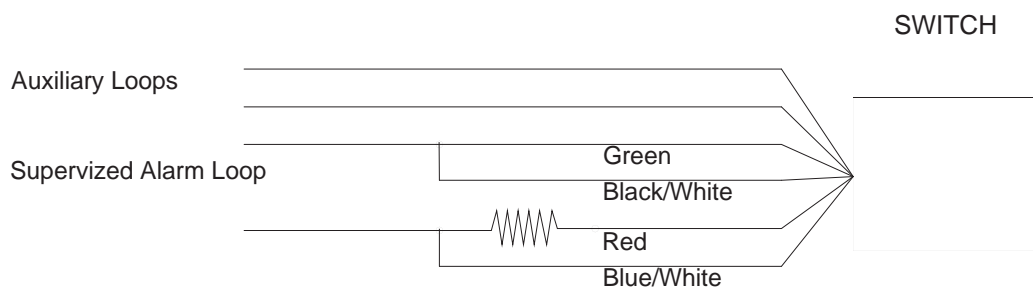 SWITCH
Auxiliary Loops
Supervized Alarm Loop
Green
Black/White
Red
Blue/White